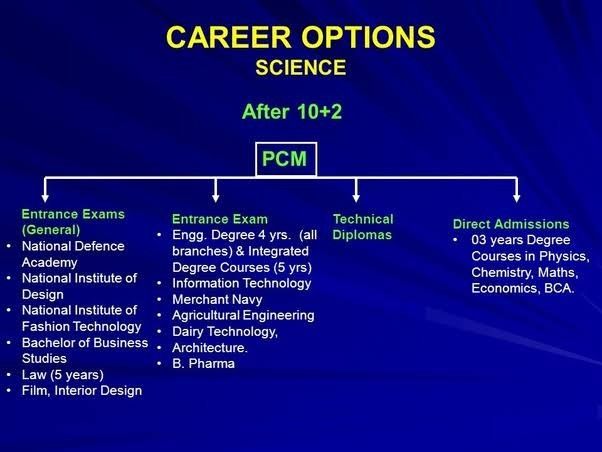 CAREER OPTIONS
SCIENCE
After 10+2
PCM
Entrance Exams
(General)
• National Defence
Academy
• National Institute of
Design
• National Institute of
Fashion Technology
• Bachelor of Business
Studies
• Law (5 years)
• Film, Interior Design
Entrance Exam
• Engg. Degree 4 yrs. (all
branches) & Integrated
Degree Courses (5 yrs)
• Information Technology
• Merchant Navy
• Agricultural Engineering
• Dairy Technology,
• Architecture.
• B. Pharma
Technical
Diplomas
Direct Admissions
• 03 years Degree
Courses in Physics,
Chemistry, Maths,
Economics, BCA.